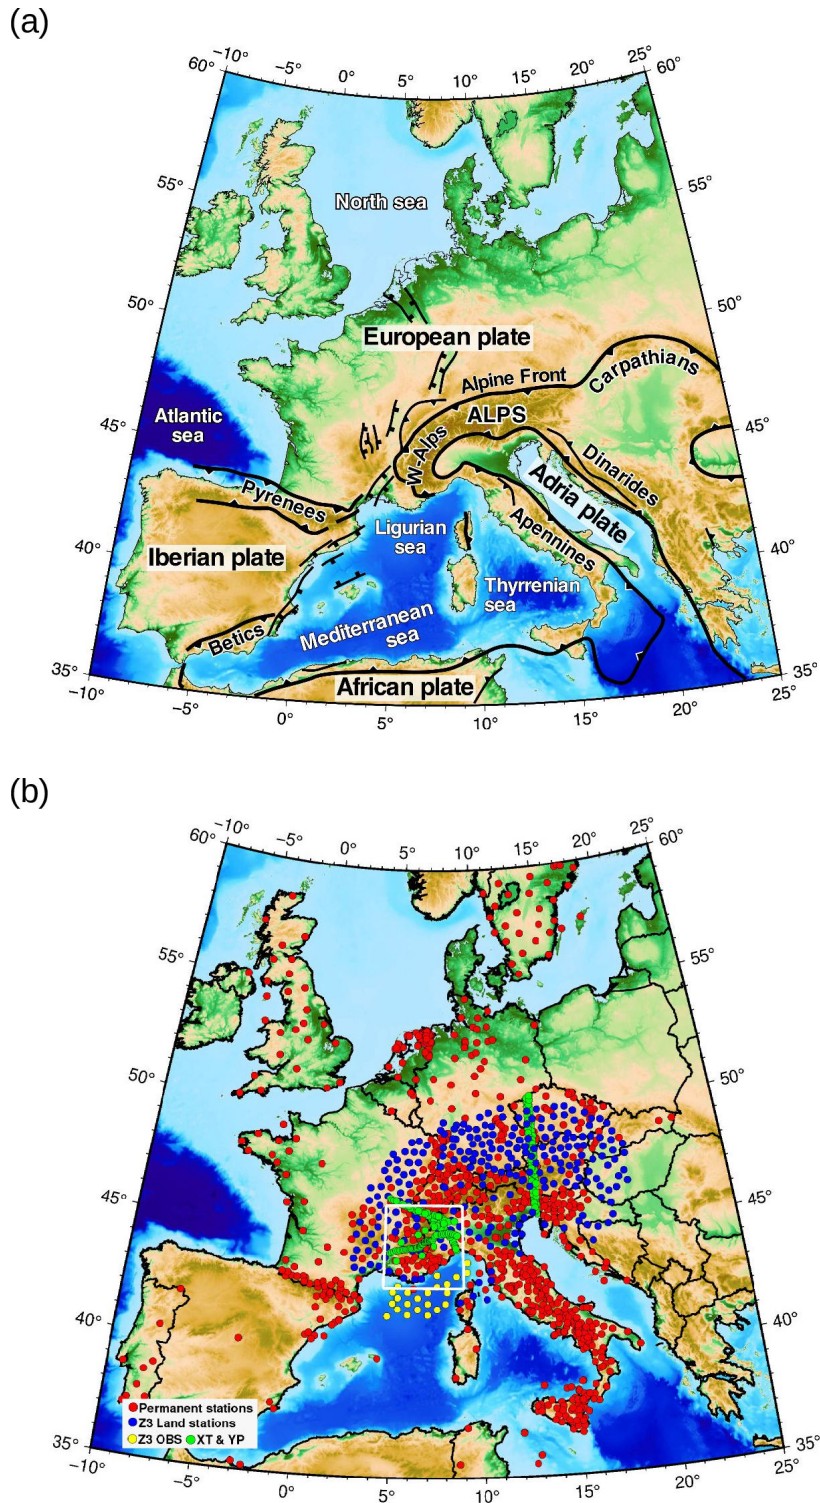 (a)
−10° −5° 0° 5° 10° 15° 20° 25°
60° 60°
55° 55°
North sea
50° 50°
European plate
Alpine Front
Carpathians
ALPS
Atlantic
sea
45° 45°
W-Alps
Dinarides
Adria plate
Pyrenees
Ligurian
sea
Apennines
Iberian plate
40° 40°
Thyrrenian
sea
Mediterranean
sea
Betics
African plate
35° 35°
−10° −5° 0° 5° 10° 15° 20° 25°
(b)
−10° −5° 0° 5° 10° 15° 20° 25°
60° 60°
55° 55°
50° 50°
45° 45°
40° 40°
Permanent stations
Z3 Land stations
Z3 OBS XT & YP
35° 35°
−10° −5° 0° 5° 10° 15° 20° 25°